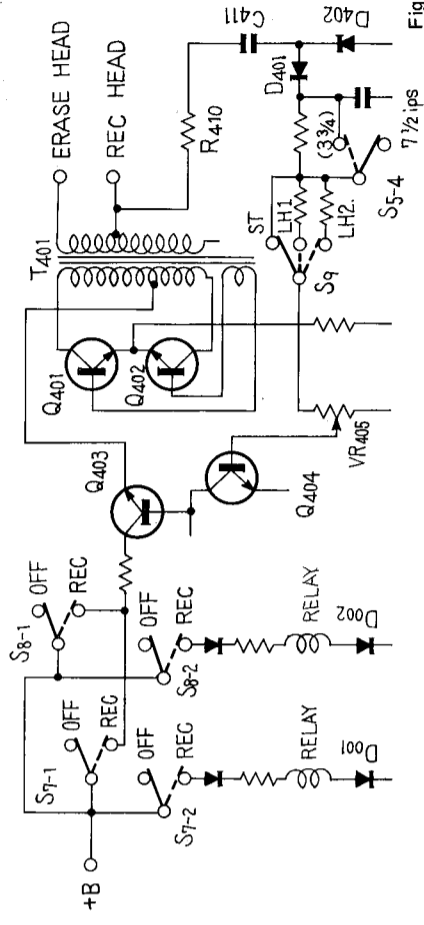 +B
S7-1
OFF
REC
S8-1
OFF
REC
S7-2
OFF
REC
S8-2
OFF
REC
RELAY
D001
RELAY
D002
Q403
Q404
Q401
Q402
T401
ERASE HEAD
REC HEAD
R410
C411
D401
D402
ST
LH1
LH2.
S9
VR405
(3¾)
7½ips
S5-4
Fig